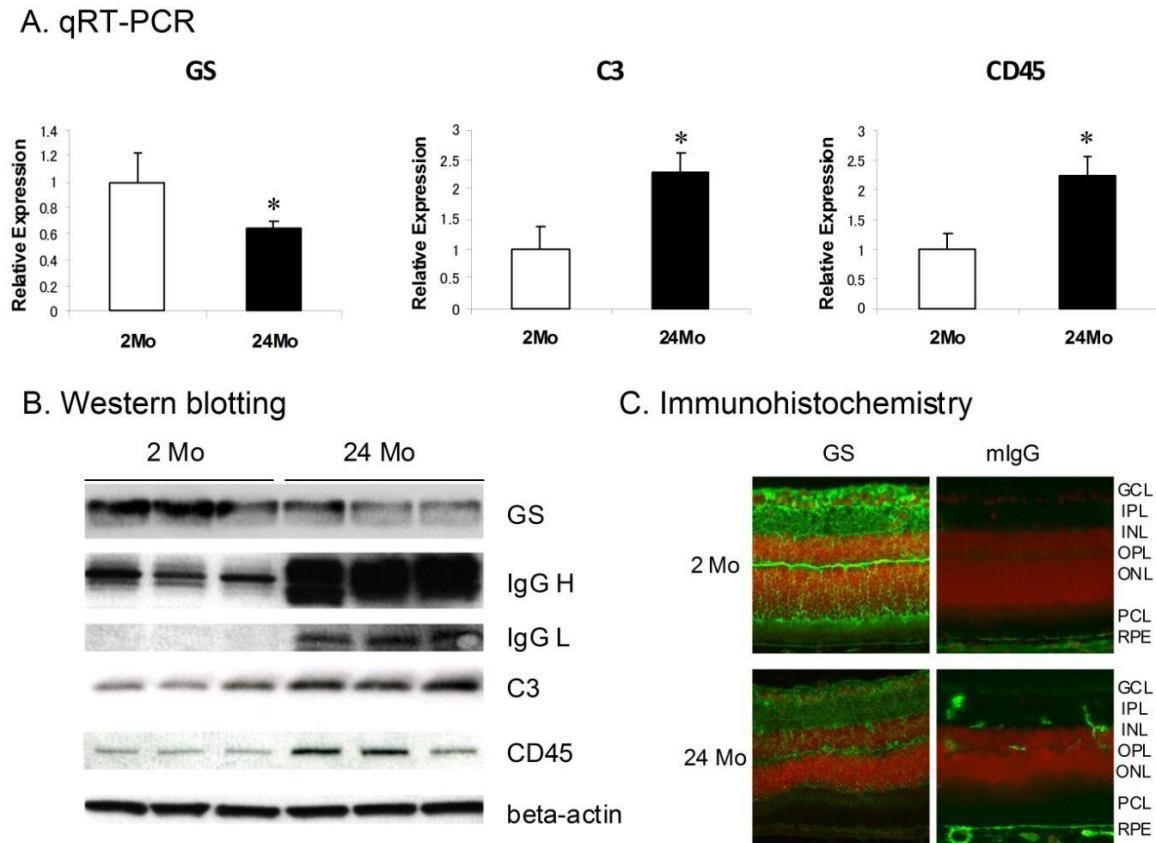 A. qRT-PCR
GS
Relative Expression
1.4
1.2
1
0.8
0.6
0.4
0.2
0
*
2Mo
24Mo
C3
Relative Expression
3
2.5
2
1.5
1
0.5
0
*
2Mo
24Mo
CD45
Relative Expression
3
2.5
2
1.5
1
0.5
0
*
2Mo
24Mo
B. Western blotting
2 Mo
24 Mo
GS
IgG H
IgG L
C3
CD45
beta-actin
C. Immunohistochemistry
GS
mIgG
2 Mo
GCL
IPL
INL
OPL
ONL
PCL
RPE
24 Mo
GCL
IPL
INL
OPL
ONL
PCL
RPE